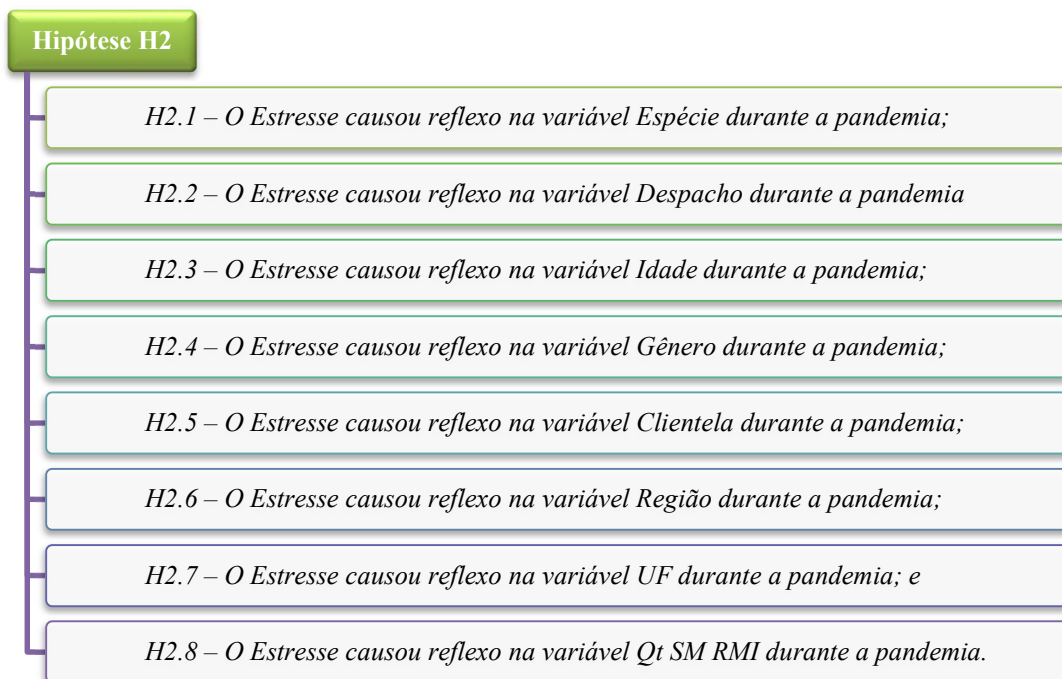 Hipótese H2
H2.1 – O Estresse causou reflexo na variável Espécie durante a pandemia;
H2.2 – O Estresse causou reflexo na variável Despacho durante a pandemia
H2.3 – O Estresse causou reflexo na variável Idade durante a pandemia;
H2.4 – O Estresse causou reflexo na variável Gênero durante a pandemia;
H2.5 – O Estresse causou reflexo na variável Clientela durante a pandemia;
H2.6 – O Estresse causou reflexo na variável Região durante a pandemia;
H2.7 – O Estresse causou reflexo na variável UF durante a pandemia; e
H2.8 – O Estresse causou reflexo na variável Qt SM RMI durante a pandemia.